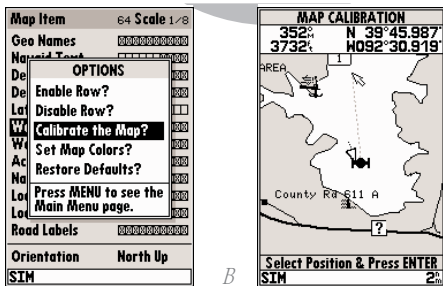 Map Item 64 Scale 1/8
Geo Names
OPTIONS
Enable Row?
Disable Row?
Calibrate the Map?
Set Map Colors?
Restore Defaults?
Press MENU to see the
Main Menu page.
Road Labels
Orientation North Up
SIM
B
MAP CALIBRATION
352° N 39°45.987'
3732 W092°30.919'
1
AREA
County Rd 611 A
?
Select Position & Press ENTER
SIM 2